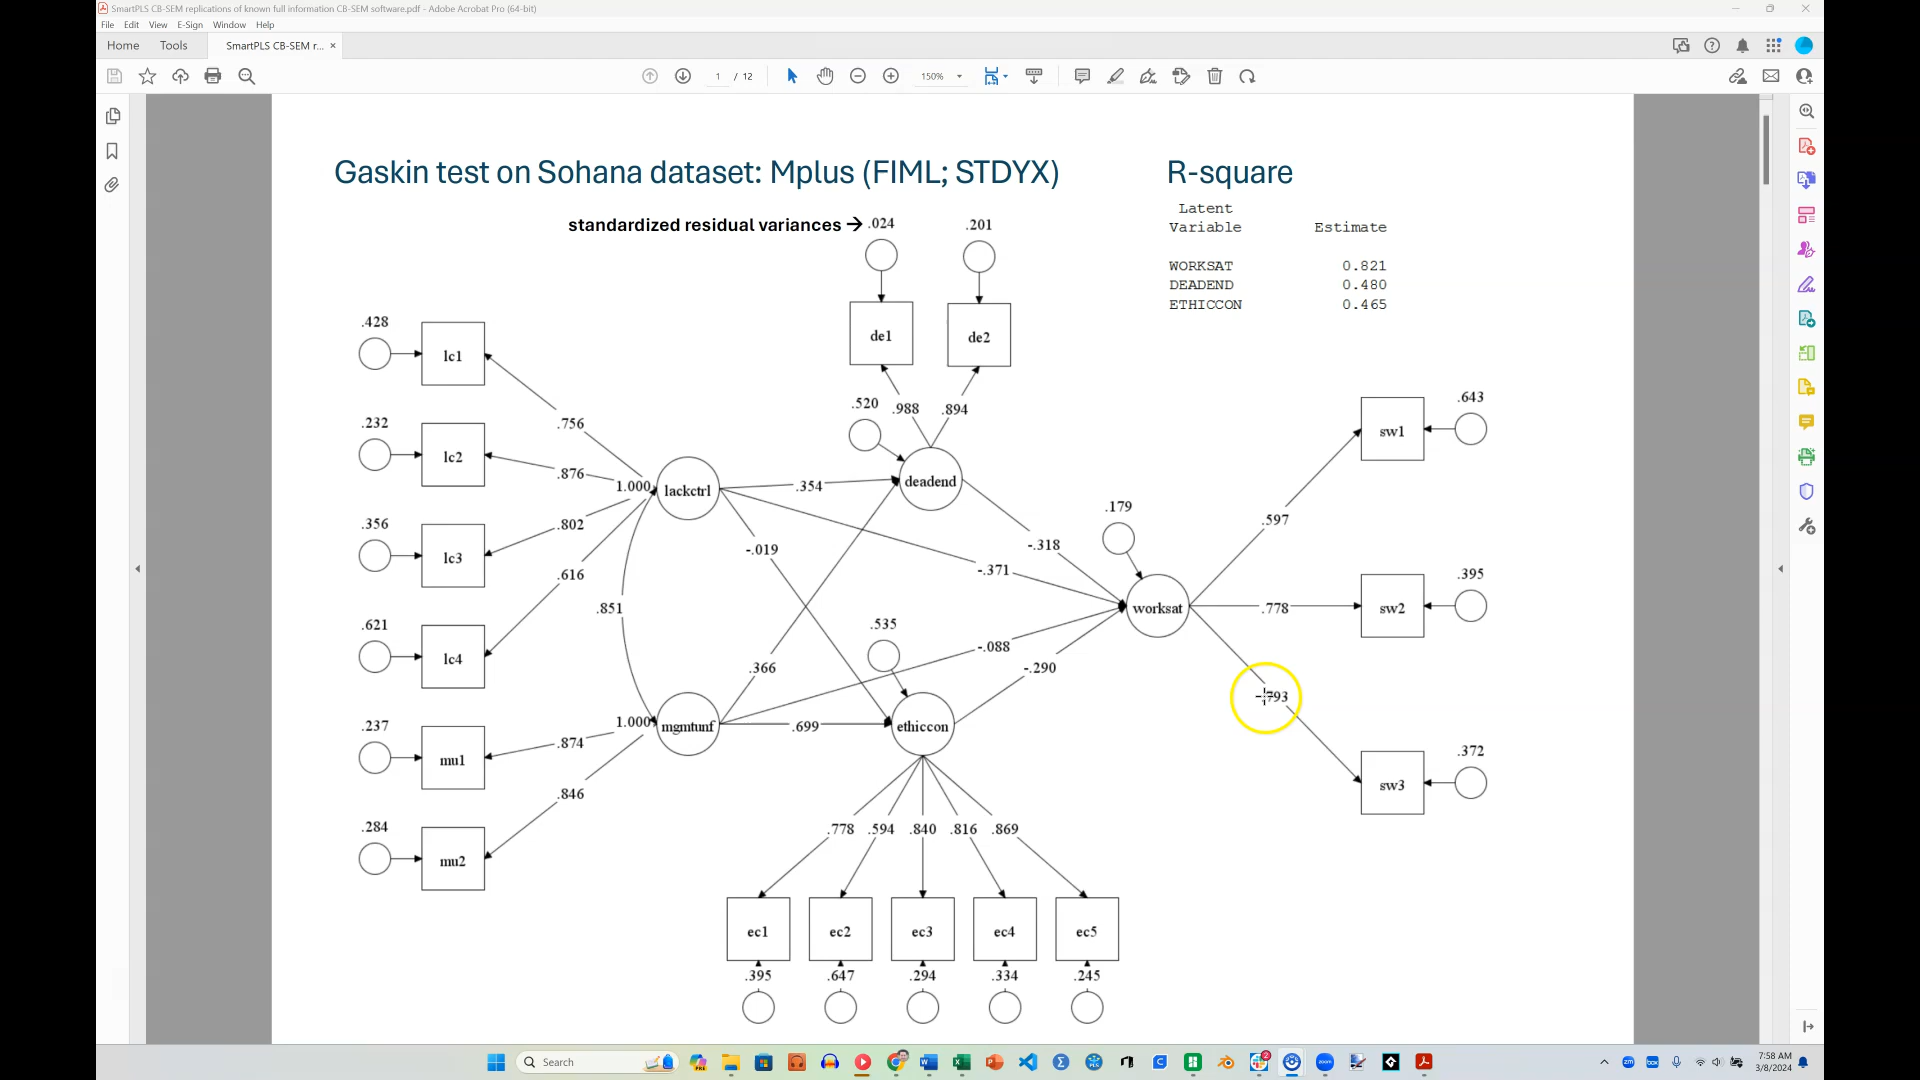 SmartPLS CB-SEM replications of known full information CB-SEM software.pdf - Adobe Acrobat Pro (64-bit)
File Edit View E-Sign Window Help
Home Tools SmartPLS CB-SEM r... ×
1 / 12 150%
Gaskin test on Sohana dataset: Mplus (FIML; STDYX) R-square
standardized residual variances → .024 .201
Latent
Variable Estimate
WORKSAT 0.821
DEADEND 0.480
ETHICCON 0.465
de1 de2
.428
lc1
.520 .988 .894
.643
sw1
.756
.232
lc2
.876
1.000
lackctrl
.354
deadend
.179
.597
.356
lc3
.802
-.019
-.318
-.371
.616
.395
sw2
.851
worksat
.778
.621
lc4
.535
-.088
.366
-.290
.237
mu1
1.000
mgmtunf
.874
.699
ethiccon
.372
sw3
.846
.284
mu2
.778 .594 .840 .816 .869
ec1 ec2 ec3 ec4 ec5
.395 .647 .294 .334 .245
Search
7:58 AM
3/8/2024